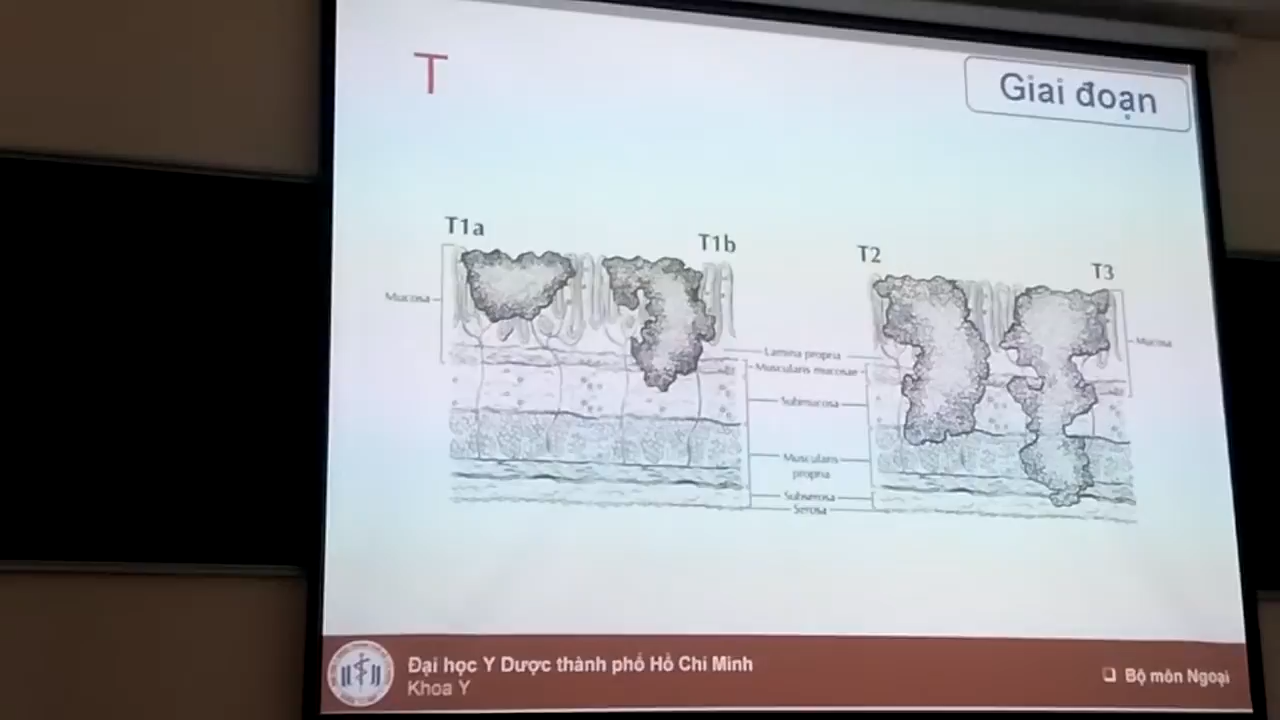 T
Giai đoạn
T1a
T1b
T2
T3
Mucosa
Mucosa
Lamina propria
Muscularis mucosae
Submucosa
Muscularis
propria
Subserosa
Serosa
Đại học Y Dược thành phố Hồ Chí Minh
Khoa Y
Bộ môn Ngoại